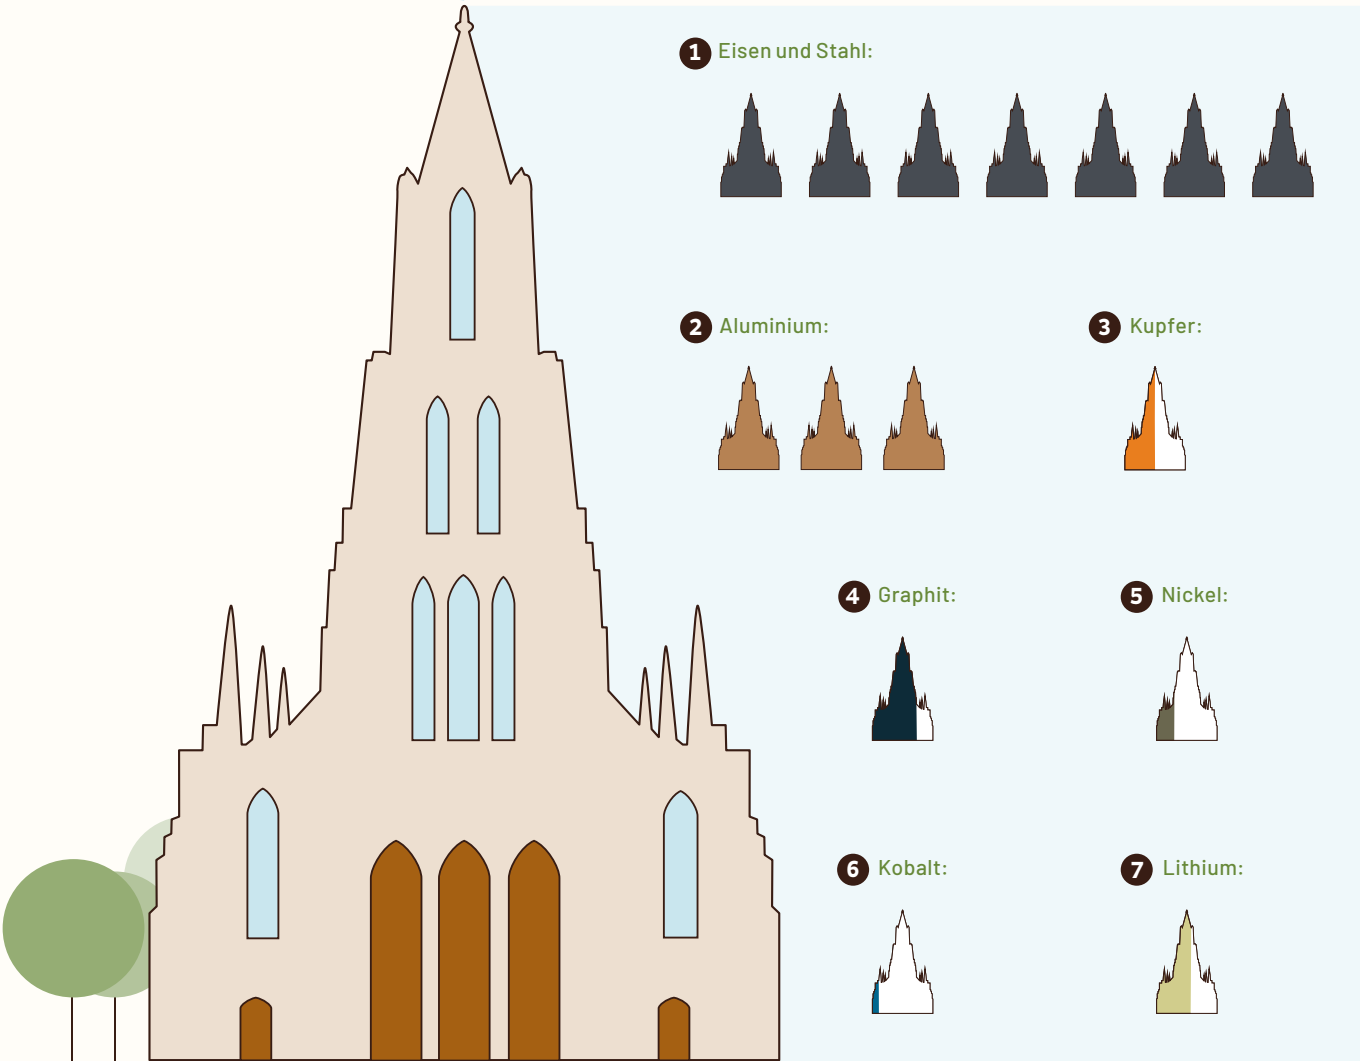 1 Eisen und Stahl:
2 Aluminium:
3 Kupfer:
4 Graphit:
5 Nickel:
6 Kobalt:
7 Lithium: